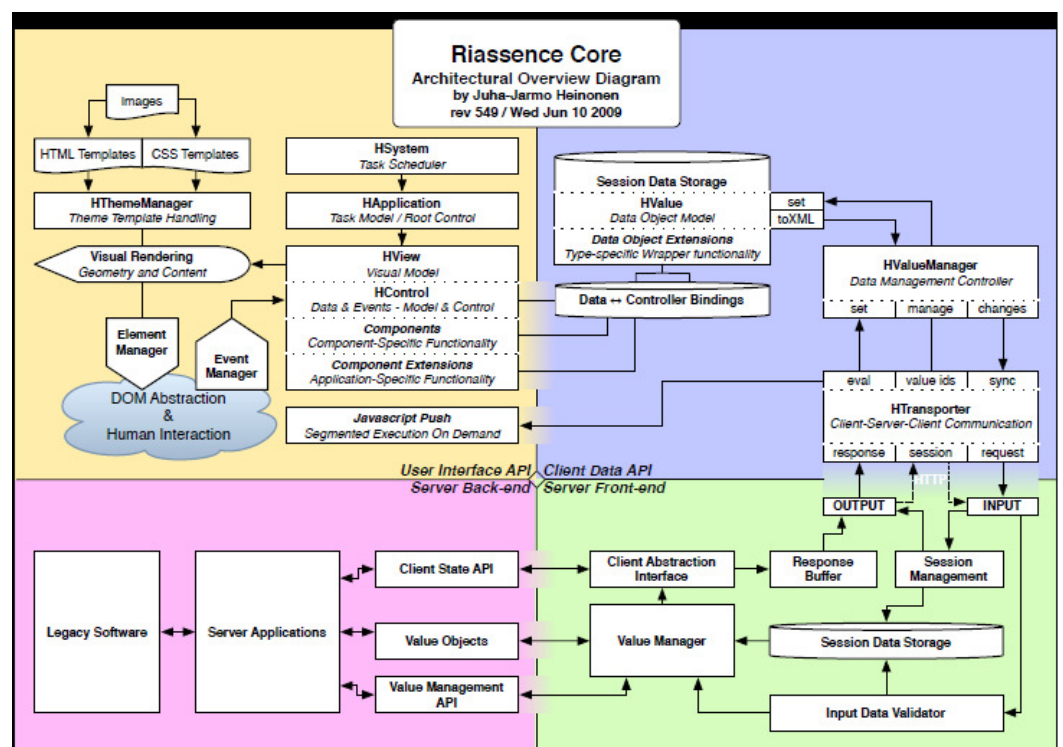 Riassence Core
Architectural Overview Diagram
by Juha-Jarmo Heinonen
rev 549 / Wed Jun 10 2009
Images
HTML Templates
CSS Templates
HThemeManager
Theme Template Handling
Visual Rendering
Geometry and Content
Element
Manager
Event
Manager
DOM Abstraction
&
Human Interaction
HSystem
Task Scheduler
HApplication
Task Model / Root Control
HView
Visual Model
HControl
Data & Events - Model & Control
Components
Component-Specific Functionality
Component Extensions
Application-Specific Functionality
Javascript Push
Segmented Execution On Demand
Session Data Storage
HValue
Data Object Model
Data Object Extensions
Type-specific Wrapper functionality
set
toXML
Data ↔ Controller Bindings
HValueManager
Data Management Controller
set
manage
changes
eval
value ids
sync
HTransporter
Client-Server-Client Communication
response
session
request
HTTP
User Interface API
Client Data API
Server Back-end
Server Front-end
OUTPUT
INPUT
Legacy Software
Server Applications
Client State API
Value Objects
Value Management
API
Client Abstraction
Interface
Response
Buffer
Session
Management
Value Manager
Session Data Storage
Input Data Validator